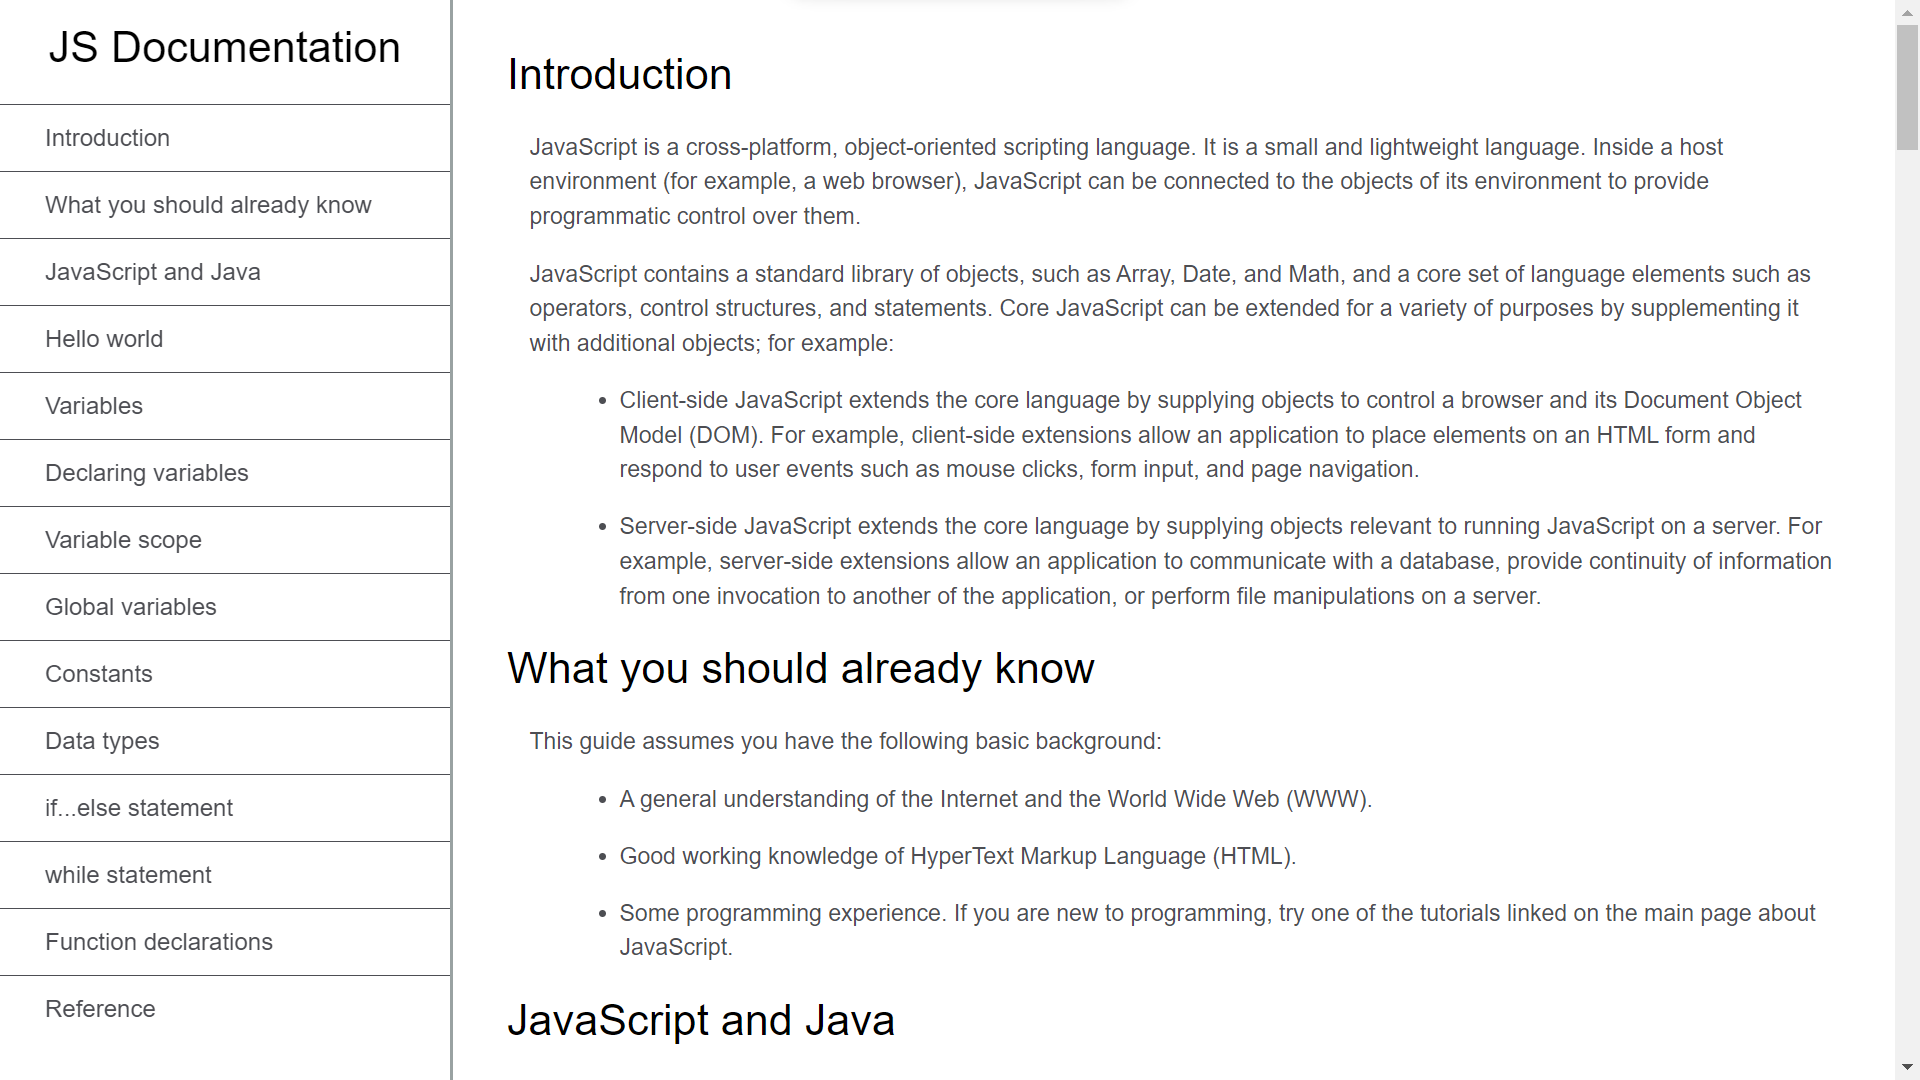 JS Documentation
Introduction
What you should already know
JavaScript and Java
Hello world
Variables
Declaring variables
Variable scope
Global variables
Constants
Data types
if...else statement
while statement
Function declarations
Reference
Introduction
JavaScript is a cross-platform, object-oriented scripting language. It is a small and lightweight language. Inside a host
environment (for example, a web browser), JavaScript can be connected to the objects of its environment to provide
programmatic control over them.
JavaScript contains a standard library of objects, such as Array, Date, and Math, and a core set of language elements such as
operators, control structures, and statements. Core JavaScript can be extended for a variety of purposes by supplementing it
with additional objects; for example:
• Client-side JavaScript extends the core language by supplying objects to control a browser and its Document Object
Model (DOM). For example, client-side extensions allow an application to place elements on an HTML form and
respond to user events such as mouse clicks, form input, and page navigation.
• Server-side JavaScript extends the core language by supplying objects relevant to running JavaScript on a server. For
example, server-side extensions allow an application to communicate with a database, provide continuity of information
from one invocation to another of the application, or perform file manipulations on a server.
What you should already know
This guide assumes you have the following basic background:
• A general understanding of the Internet and the World Wide Web (WWW).
• Good working knowledge of HyperText Markup Language (HTML).
• Some programming experience. If you are new to programming, try one of the tutorials linked on the main page about
JavaScript.
JavaScript and Java